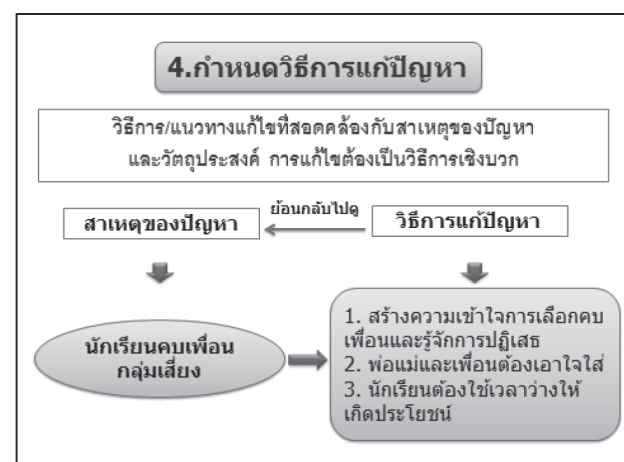 4.กำหนดวิธีการแก้ปัญหา
วิธีการ/แนวทางแก้ไขที่สอดคล้องกับสาเหตุของปัญหา
และวัตถุประสงค์ การแก้ไขต้องเป็นวิธีการเชิงบวก
สาเหตุของปัญหา
ย้อนกลับไปดู
วิธีการแก้ปัญหา
นักเรียนคบเพื่อน
กลุ่มเสี่ยง
1. สร้างความเข้าใจการเลือกคบ
เพื่อนและรู้จักการปฏิเสธ
2. พ่อแม่และเพื่อนต้องเอาใจใส่
3. นักเรียนต้องใช้เวลาว่างให้
เกิดประโยชน์